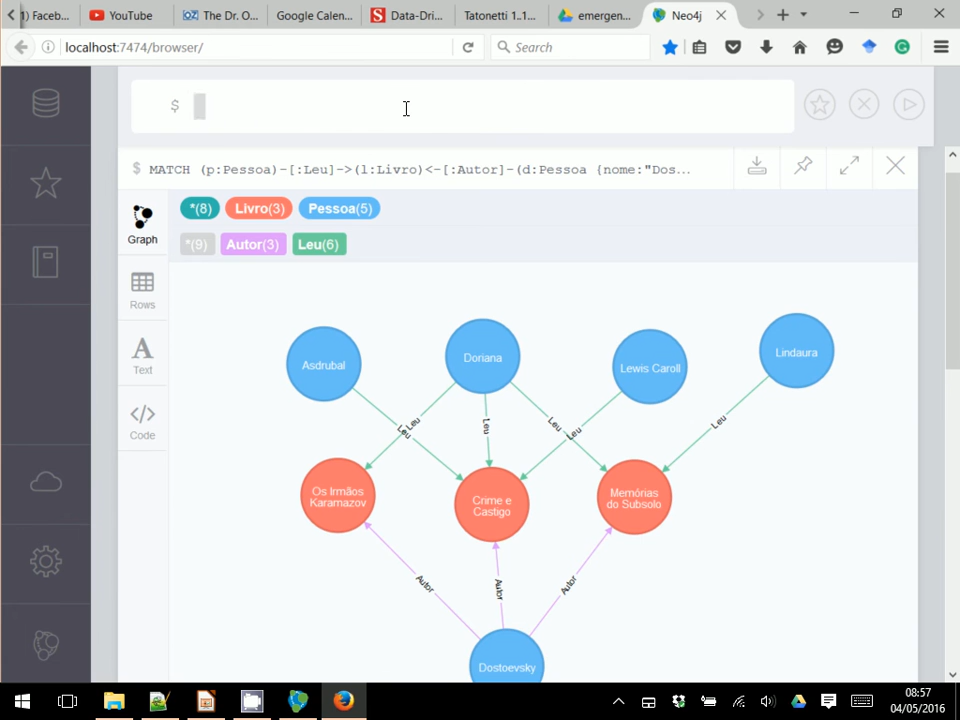 1) Faceb...
YouTube
The Dr. O...
Google Calen...
Data-Dri...
Tatonetti 1..1...
emergen...
Neo4j
localhost:7474/browser/
Search
$
$ MATCH (p:Pessoa)-[:Leu]->(l:Livro)<-[:Autor]-(d:Pessoa {nome:"Dos...
*(8) Livro(3) Pessoa(5)
*(9) Autor(3) Leu(6)
Graph
Rows
Text
Code
Asdrubal
Doriana
Lewis Caroll
Lindaura
Leu
Leu
Leu
Leu
Leu
Leu
Os Irmãos
Karamazov
Crime e
Castigo
Memórias
do Subsolo
Autor
Autor
Autor
Dostoevsky
08:57
04/05/2016